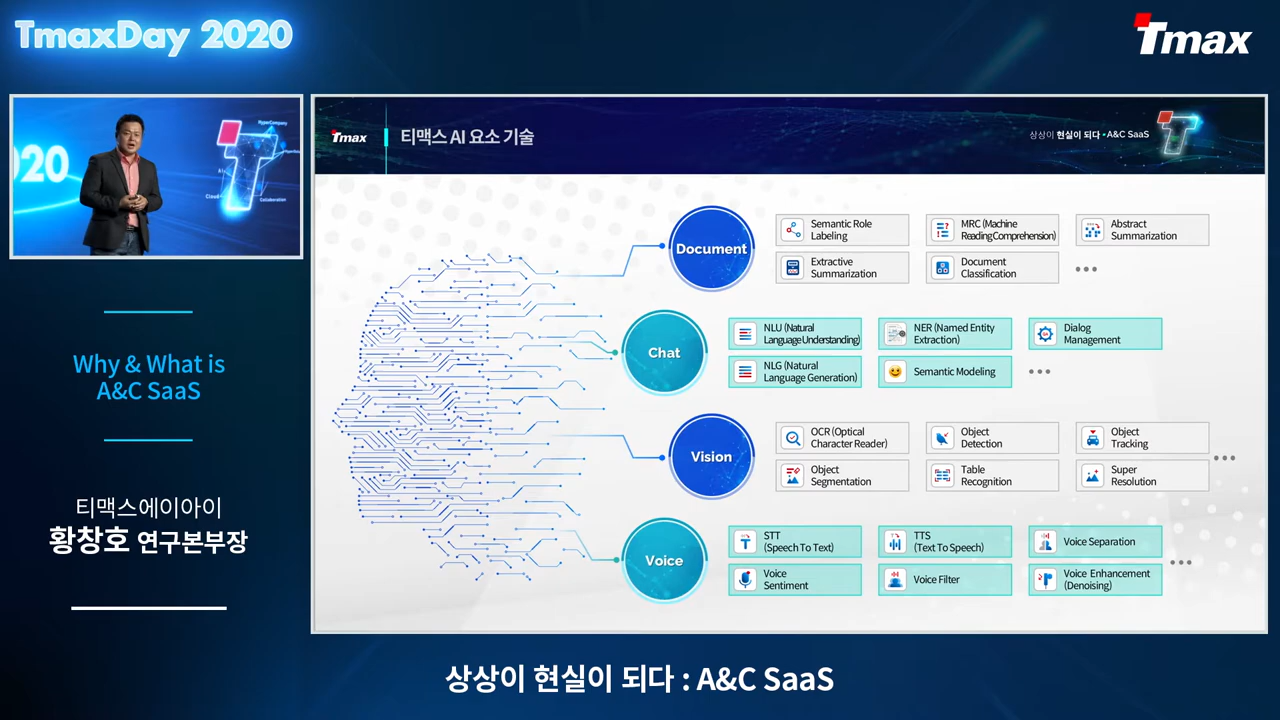 TmaxDay 2020
Tmax
020
HyperCompany
AI
Cloud
Collaboration
Why & What is
A&C SaaS
티맥스에이아이
황창호 연구본부장
Tmax
티맥스 AI 요소 기술
상상이 현실이 되다 • A&C SaaS
Document
Semantic Role
Labeling
MRC (Machine
Reading Comprehension)
Abstract
Summarization
Extractive
Summarization
Document
Classification
Chat
NLU (Natural
Language Understanding)
NER (Named Entity
Extraction)
Dialog
Management
NLG (Natural
Language Generation)
Semantic Modeling
Vision
OCR (Optical
Character Reader)
Object
Detection
Object
Tracking
Object
Segmentation
Table
Recognition
Super
Resolution
Voice
STT
(Speech To Text)
TTS
(Text To Speech)
Voice Separation
Voice
Sentiment
Voice Filter
Voice Enhancement
(Denoising)
상상이 현실이 되다 : A&C SaaS